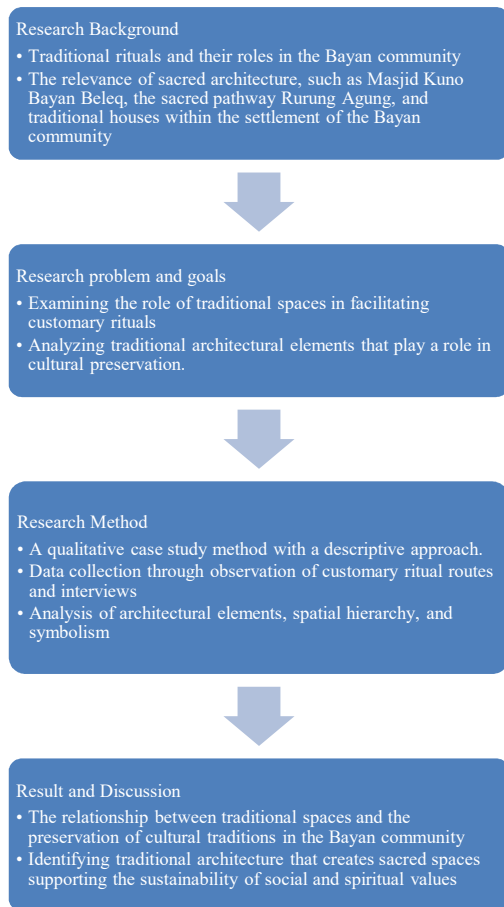 Research Background
• Traditional rituals and their roles in the Bayan community
• The relevance of sacred architecture, such as Masjid Kuno
Bayan Beleq, the sacred pathway Rurung Agung, and
traditional houses within the settlement of the Bayan
community
Research problem and goals
• Examining the role of traditional spaces in facilitating
customary rituals
• Analyzing traditional architectural elements that play a role in
cultural preservation.
Research Method
• A qualitative case study method with a descriptive approach.
• Data collection through observation of customary ritual routes
and interviews
• Analysis of architectural elements, spatial hierarchy, and
symbolism
Result and Discussion
• The relationship between traditional spaces and the
preservation of cultural traditions in the Bayan community
• Identifying traditional architecture that creates sacred spaces
supporting the sustainability of social and spiritual values